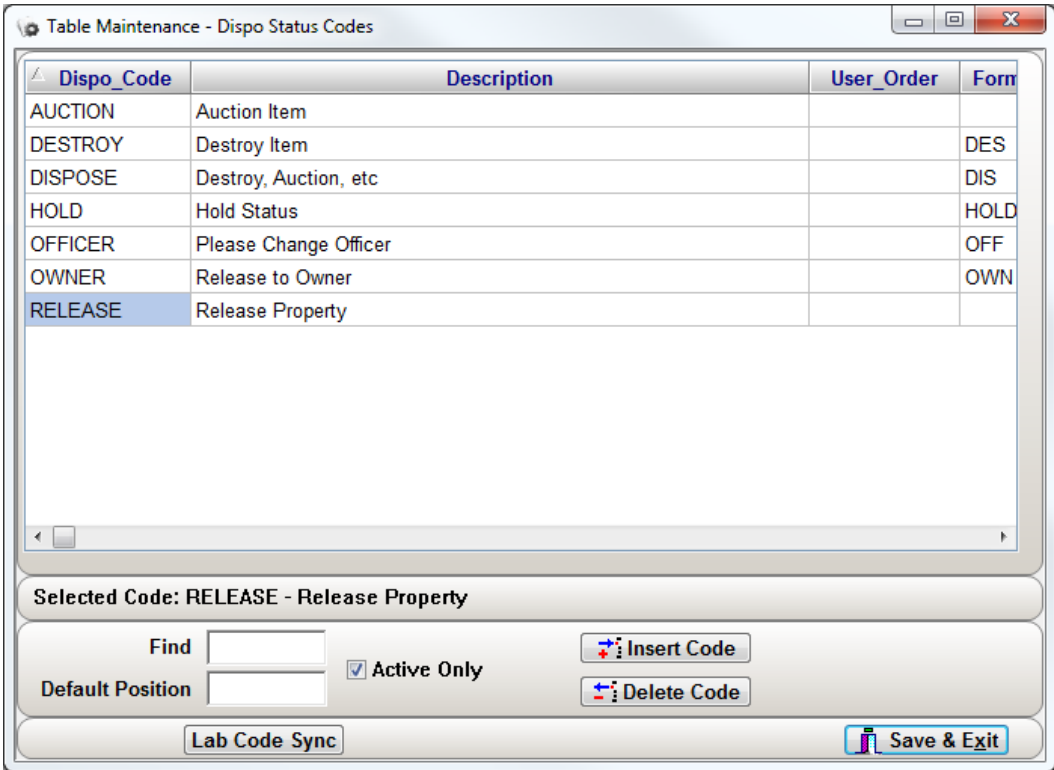 Table Maintenance - Dispo Status Codes
Dispo_Code Description User_Order Form
AUCTION Auction Item
DESTROY Destroy Item DES
DISPOSE Destroy, Auction, etc DIS
HOLD Hold Status HOLD
OFFICER Please Change Officer OFF
OWNER Release to Owner OWN
RELEASE Release Property
Selected Code: RELEASE - Release Property
Find
Active Only
Insert Code
Default Position
Delete Code
Lab Code Sync
Save & Exit